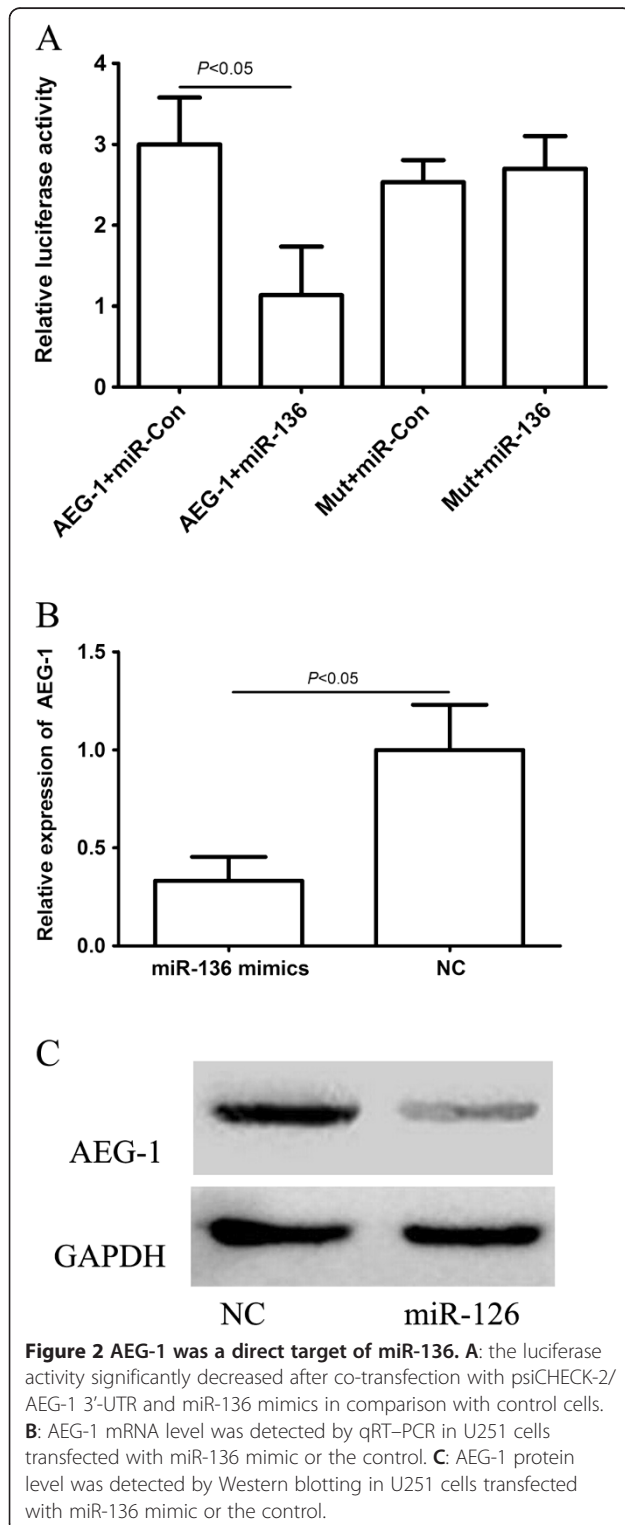 A
P<0.05
4
3
2
1
0
Relative luciferase activity
AEG-1+miR-Con
AEG-1+miR-136
Mut+miR-Con
Mut+miR-136
B
P<0.05
1.5
1.0
0.5
0.0
Relative expression of AEG-1
miR-136 mimics
NC
C
AEG-1
GAPDH
NC
miR-126
Figure 2 AEG-1 was a direct target of miR-136. A: the luciferase
activity significantly decreased after co-transfection with psiCHECK-2/
AEG-1 3′-UTR and miR-136 mimics in comparison with control cells.
B: AEG-1 mRNA level was detected by qRT–PCR in U251 cells
transfected with miR-136 mimic or the control. C: AEG-1 protein
level was detected by Western blotting in U251 cells transfected
with miR-136 mimic or the control.